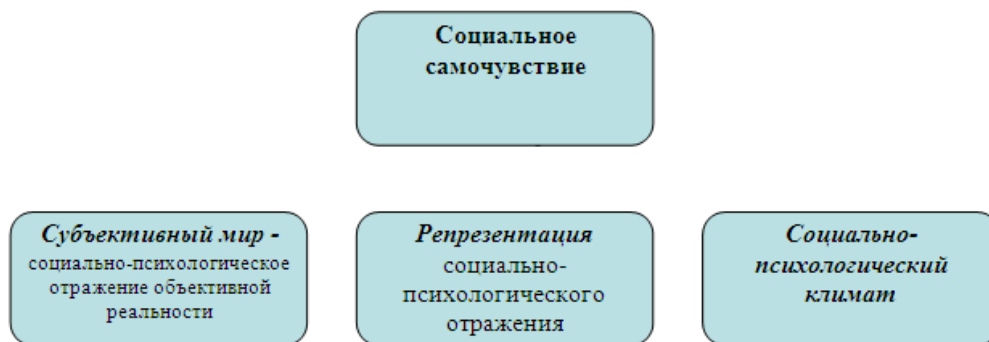 Социальное
самочувствие
Субъективный мир -
социально-психологическое
отражение объективной
реальности
Репрезентация
социально-
психологического
отражения
Социально-
психологический
климат